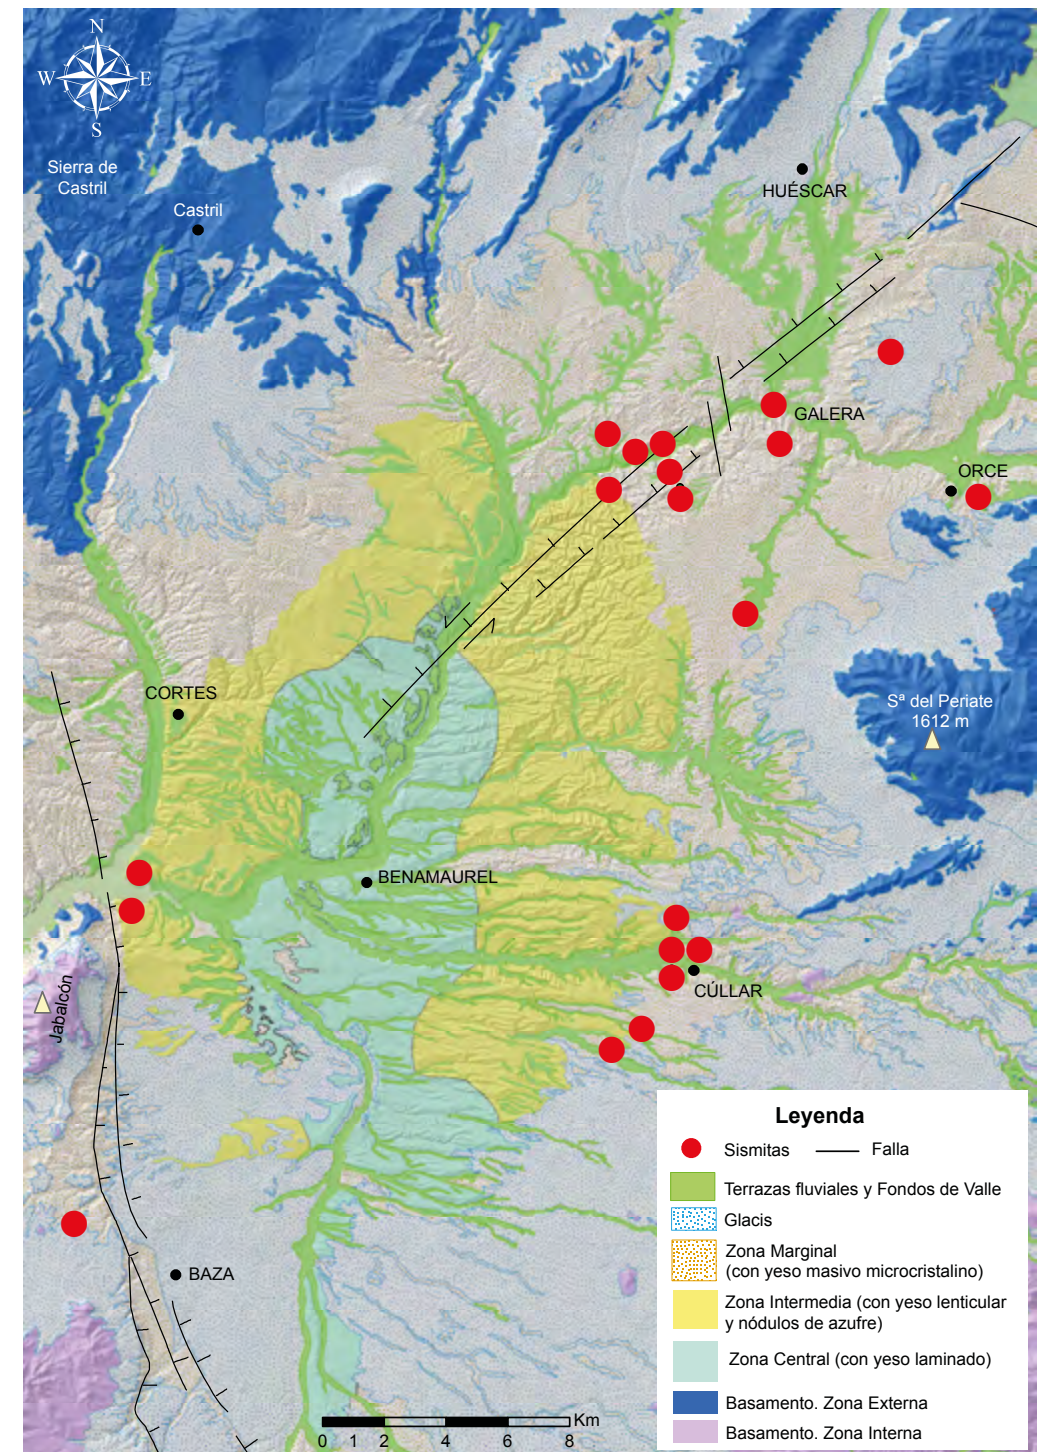 N
W E
S
Sierra de
Castril
Castril
HUÉSCAR
GALERA
ORCE
CORTES
Sª del Periate
1612 m
BENAMAUREL
CÚLLAR
Jabalcón
BAZA
Leyenda
Sismitas Falla
Terrazas fluviales y Fondos de Valle
Glacis
Zona Marginal
(con yeso masivo microcristalino)
Zona Intermedia (con yeso lenticular
y nódulos de azufre)
Zona Central (con yeso laminado)
Basamento. Zona Externa
Basamento. Zona Interna
Km
0 1 2 4 6 8